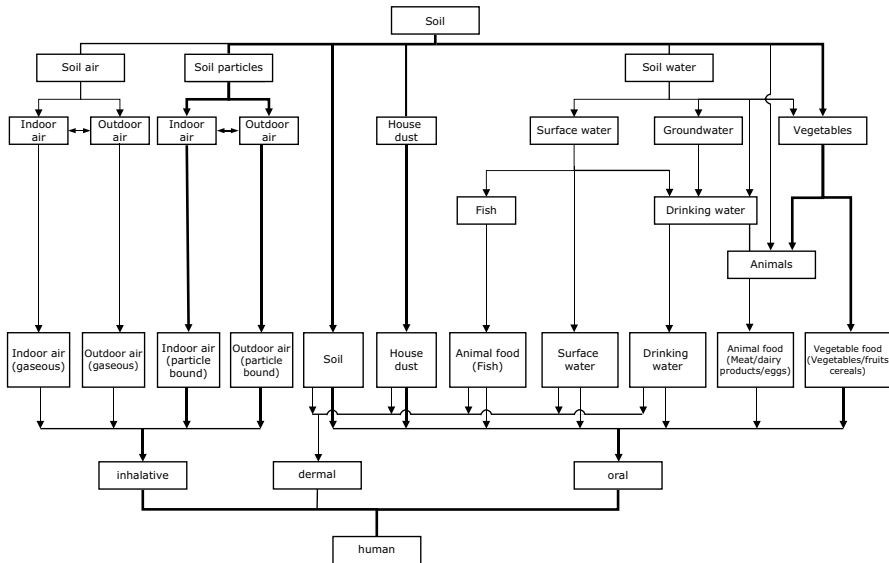 Soil
Soil air
Soil particles
Soil water
Indoor
air
Outdoor
air
Indoor
air
Outdoor
air
House
dust
Surface water
Groundwater
Vegetables
Fish
Drinking water
Animals
Indoor air
(gaseous)
Outdoor air
(gaseous)
Indoor air
(particle
bound)
Outdoor air
(particle
bound)
Soil
House
dust
Animal food
(Fish)
Surface
water
Drinking
water
Animal food
(Meat/dairy
products/eggs)
Vegetable food
(Vegetables/fruits
cereals)
inhalative
dermal
oral
human